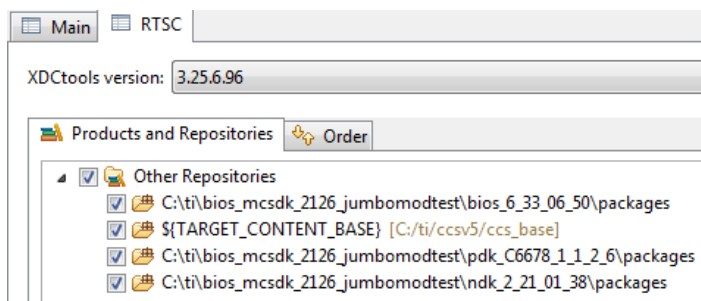 Main RTSC
XDCtools version: 3.25.6.96
Products and Repositories Order
Other Repositories
C:\ti\bios_mcsdk_2126_jumbomodtest\bios_6_33_06_50\packages
${TARGET_CONTENT_BASE} [C:/ti/ccsv5/ccs_base]
C:\ti\bios_mcsdk_2126_jumbomodtest\pdk_C6678_1_1_2_6\packages
C:\ti\bios_mcsdk_2126_jumbomodtest\ndk_2_21_01_38\packages